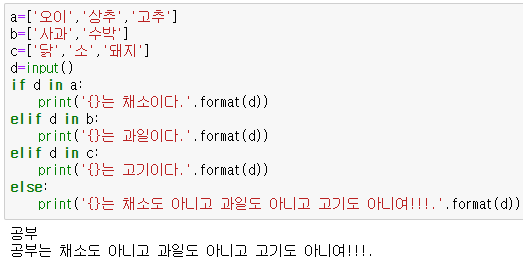 a=['오이','상추','고추']
b=['사과','수박']
c=['닭','소','돼지']
d=input()
if d in a:
    print('{}는 채소이다.'.format(d))
elif d in b:
    print('{}는 과일이다.'.format(d))
elif d in c:
    print('{}는 고기이다.'.format(d))
else:
    print('{}는 채소도 아니고 과일도 아니고 고기도 아니여!!!.'.format(d))
공부
공부는 채소도 아니고 과일도 아니고 고기도 아니여!!!.